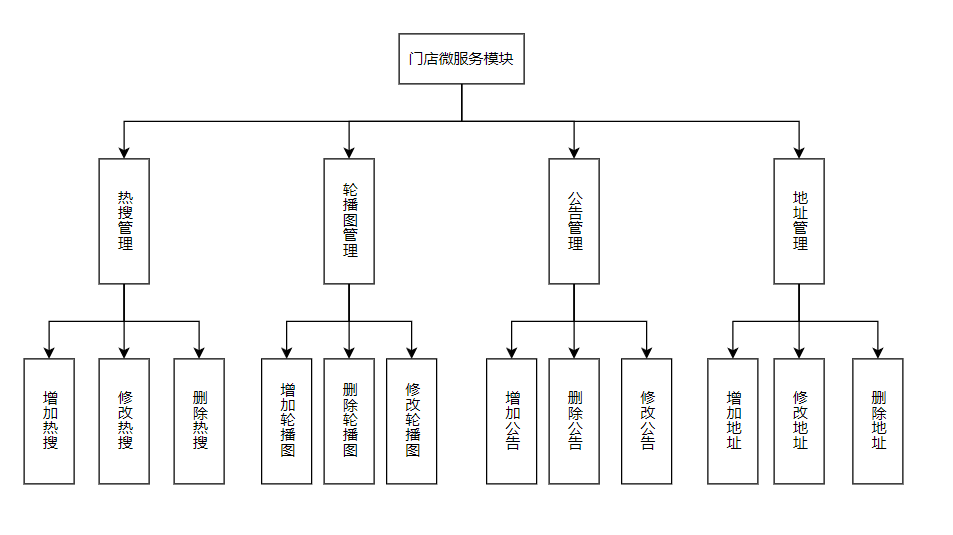 门店微服务模块
热搜管理
轮播图管理
公告管理
地址管理
增加热搜
修改热搜
删除热搜
增加轮播图
删除轮播图
修改轮播图
增加公告
删除公告
修改公告
增加地址
修改地址
删除地址